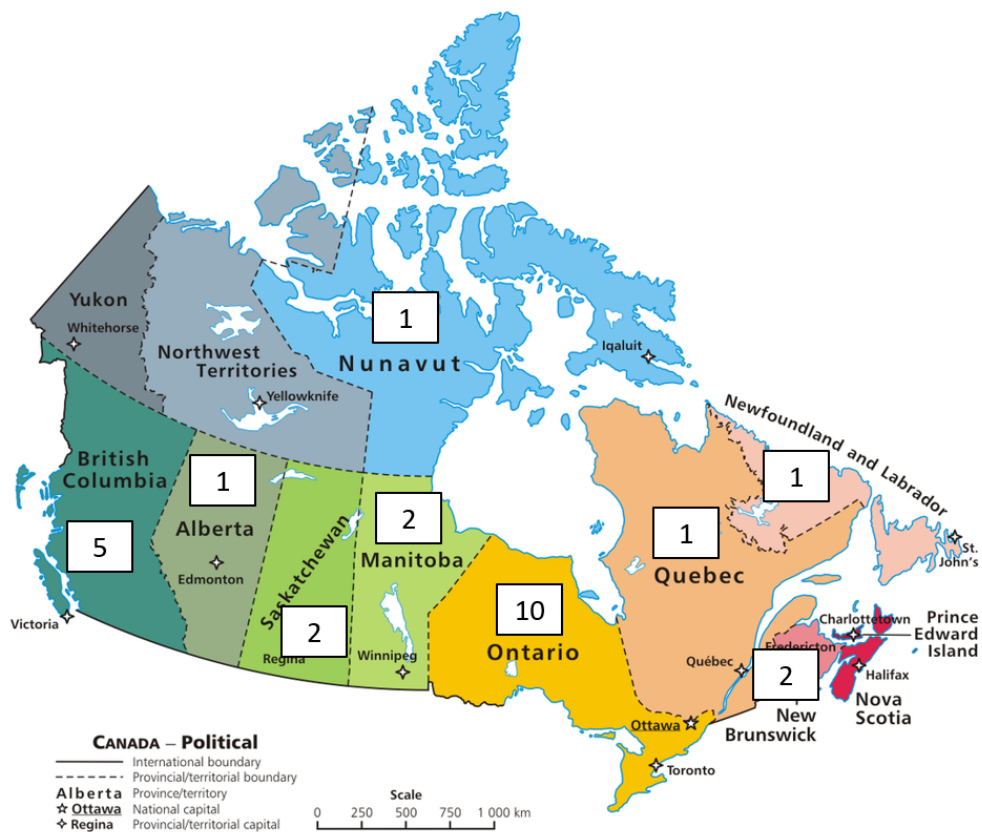 Yukon
Whitehorse
Northwest
Territories
Yellowknife
1
Nunavut
Iqaluit
Newfoundland and Labrador
British
Columbia
5
Victoria
1
Alberta
Edmonton
Saskatchewan
2
Regina
2
Manitoba
Winnipeg
10
Ontario
1
Quebec
1
St.
John's
Charlottetown
Prince
Edward
Island
Fredericton
2
Halifax
Nova
Scotia
New
Brunswick
Québec
Ottawa
Toronto
CANADA – Political
International boundary
Provincial/territorial boundary
Alberta Province/territory
Ottawa National capital
Regina Provincial/territorial capital
Scale
0 250 500 750 1 000 km